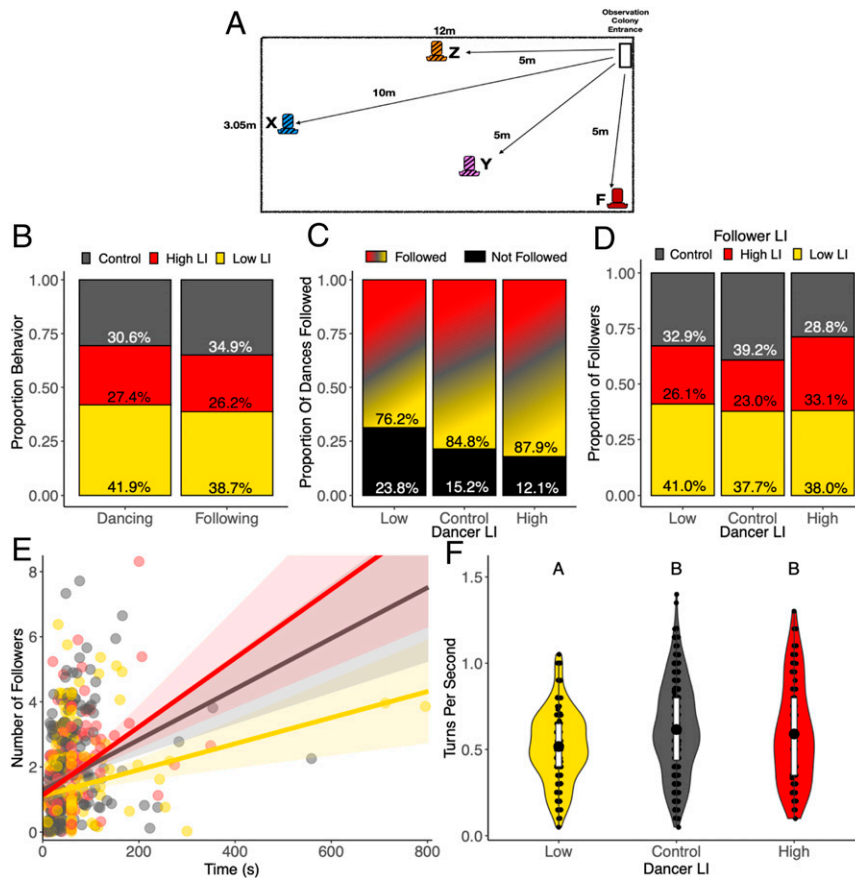 A
Observation
Colony
Entrance
12m
Z
5m
10m
X
3.05m
5m
5m
Y
F
B
Control High LI Low LI
Proportion Behavior
1.00
0.75
0.50
0.25
0.00
30.6%
34.9%
27.4%
26.2%
41.9%
38.7%
Dancing Following
C
Followed Not Followed
Proportion Of Dances Followed
1.00
0.75
0.50
0.25
0.00
76.2%
84.8%
87.9%
23.8%
15.2%
12.1%
Low Control High
Dancer LI
D
Follower LI
Control High LI Low LI
Proportion of Followers
1.00
0.75
0.50
0.25
0.00
32.9%
39.2%
28.8%
26.1%
23.0%
33.1%
41.0%
37.7%
38.0%
Low Control High
Dancer LI
E
Number of Followers
8
6
4
2
0
0 200 400 600 800
Time (s)
F
A B B
Turns Per Second
1.5
1.0
0.5
0.0
Low Control High
Dancer LI